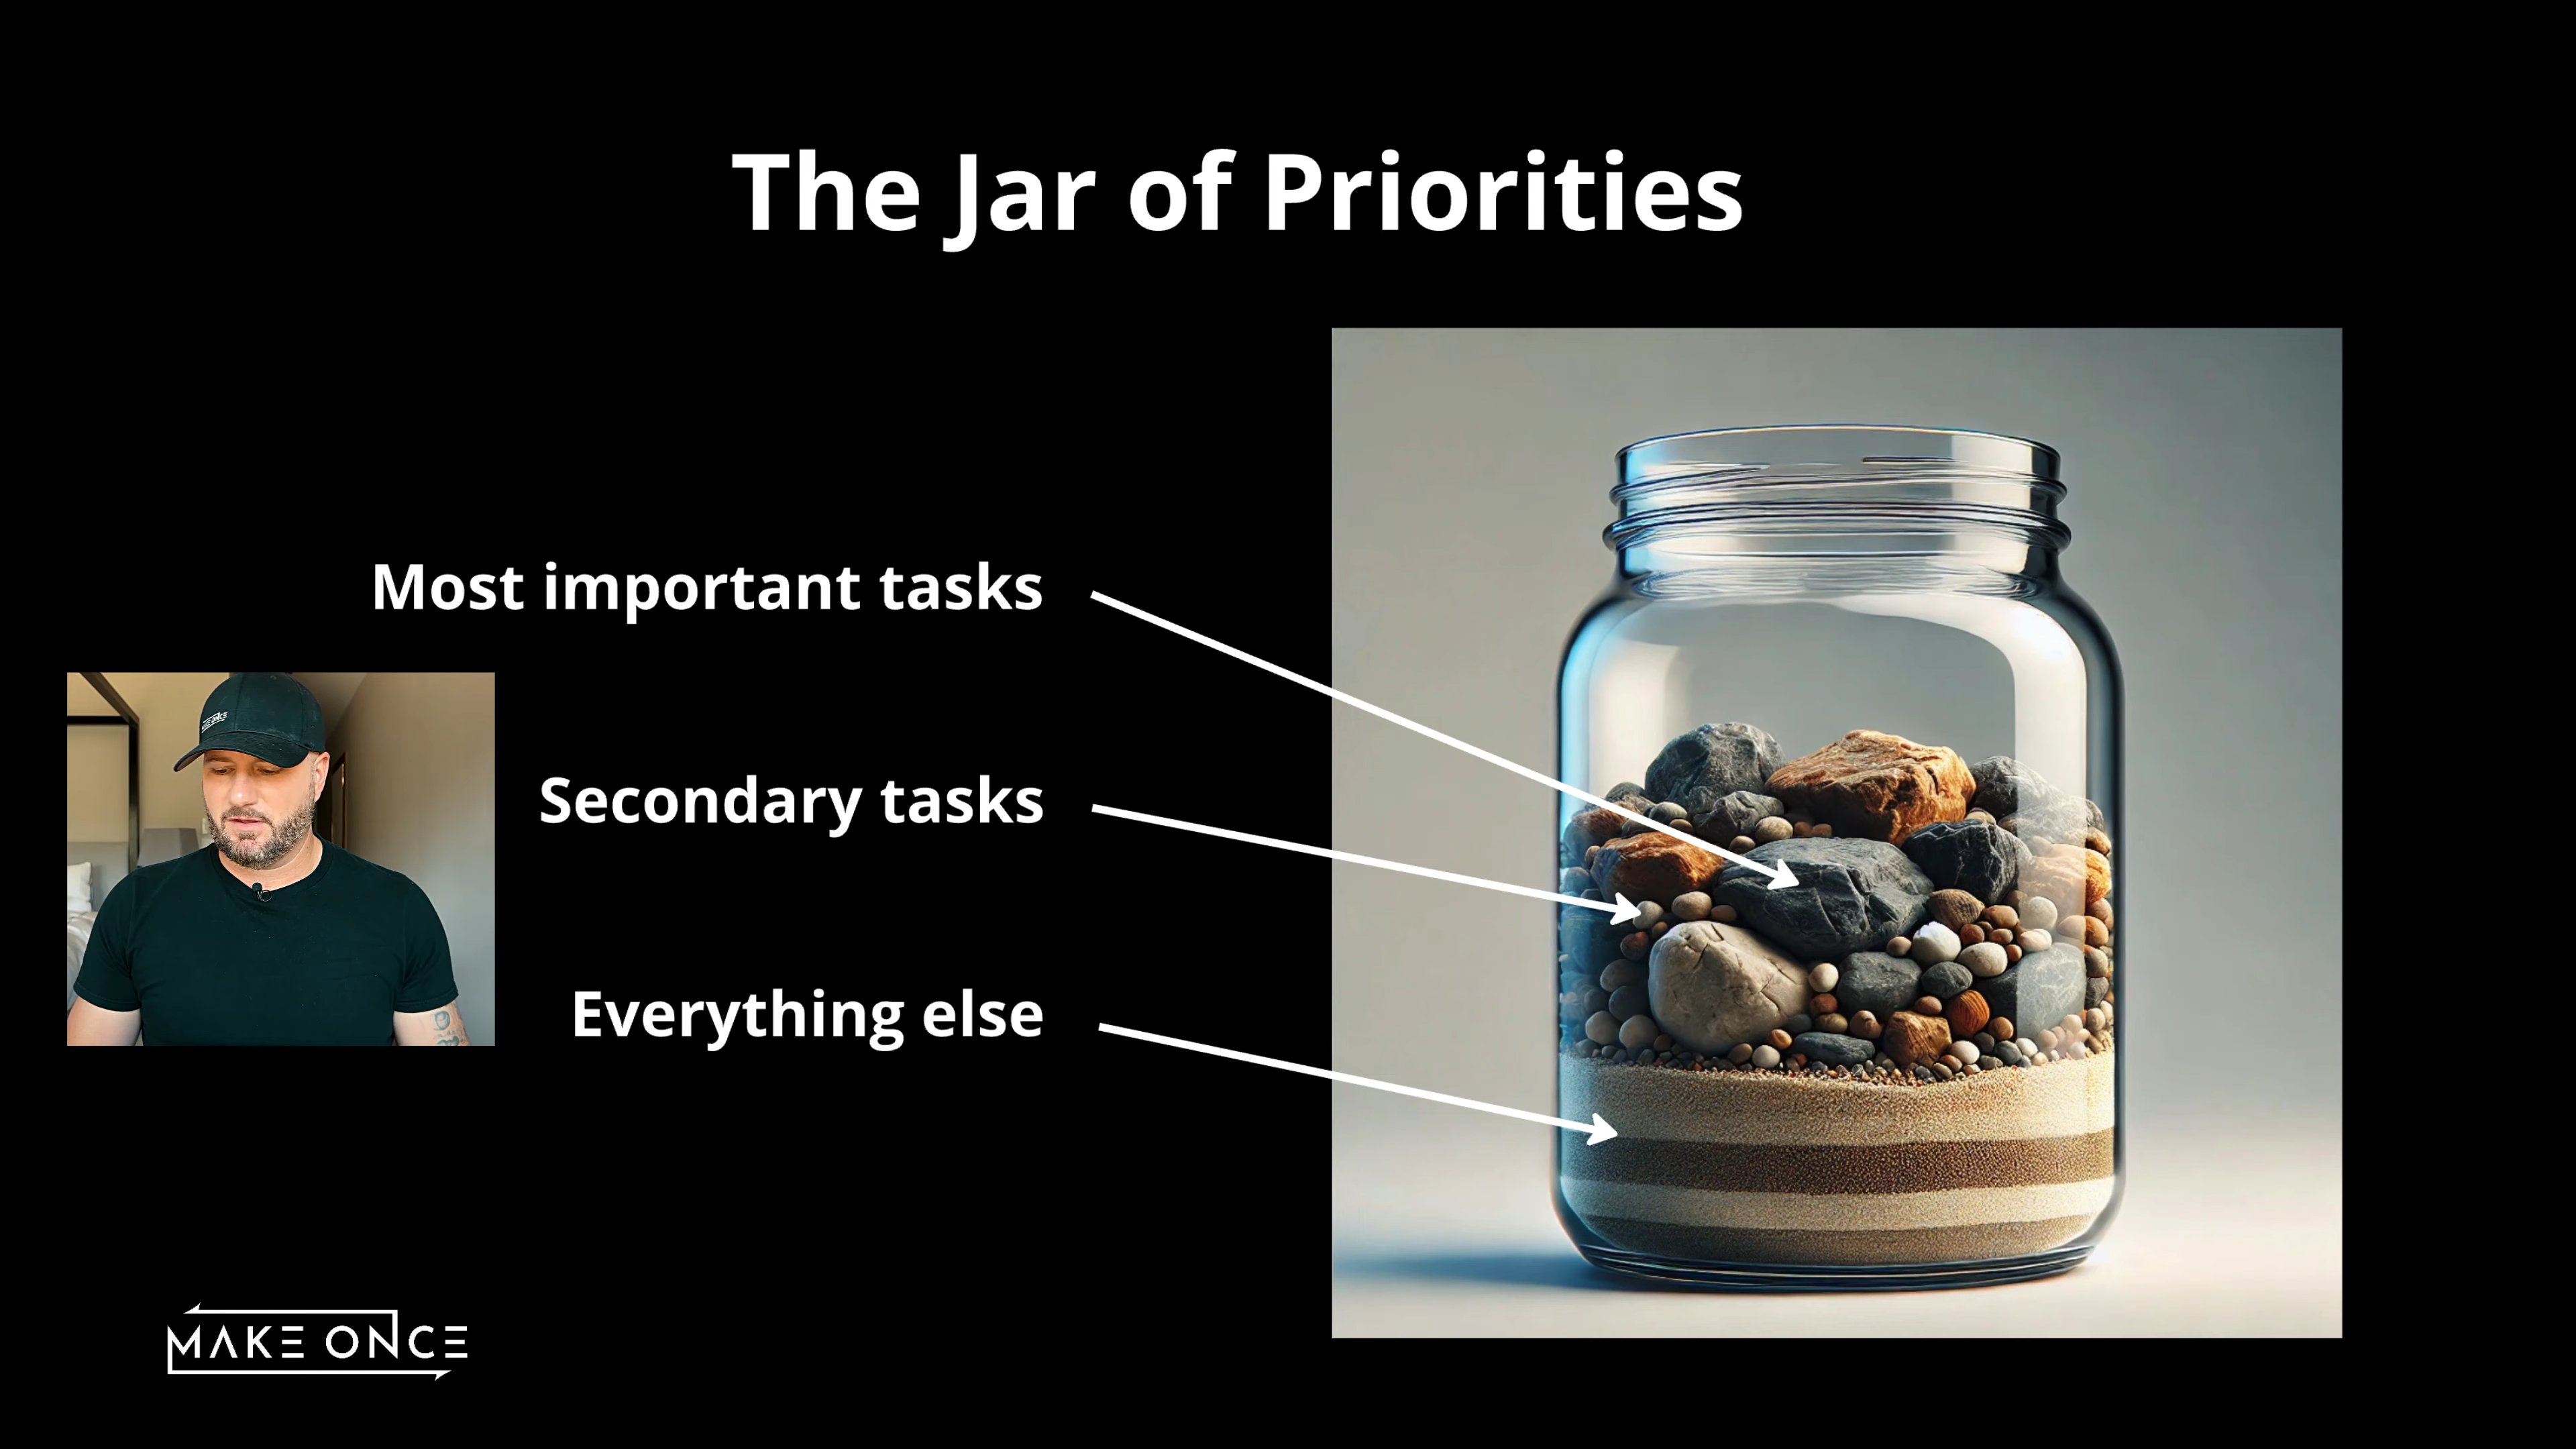 The Jar of Priorities
Most important tasks
Secondary tasks
Everything else
MAKE ONCE